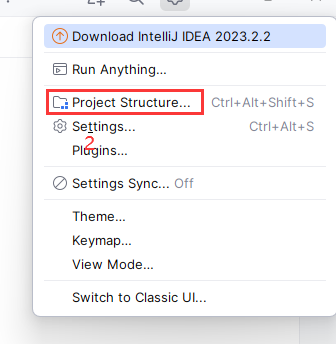 Download IntelliJ IDEA 2023.2.2
Run Anything...
Project Structure... Ctrl+Alt+Shift+S
Settings... Ctrl+Alt+S
2
Plugins...
Settings Sync... Off
Theme...
Keymap...
View Mode...
Switch to Classic UI...